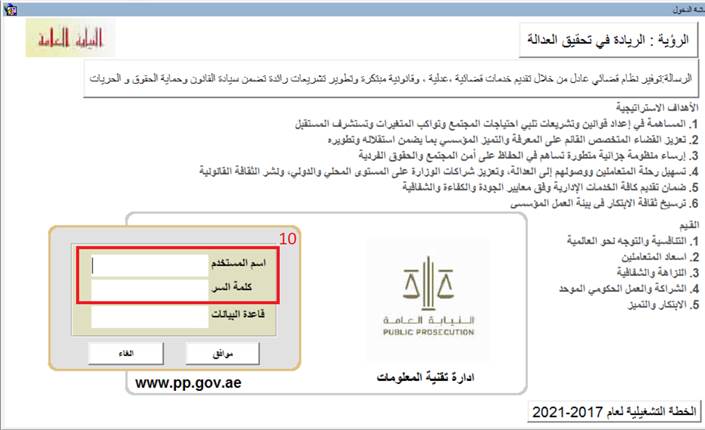 شاشة الدخول
النيابة العامة
الرؤية : الريادة في تحقيق العدالة
الرسالة:توفير نظام قضائي عادل من خلال تقديم خدمات قضائية ،عدلية ، وقانونية مبتكرة وتطوير تشريعات رائدة تضمن سيادة القانون وحماية الحقوق و الحريات
الأهداف الاستراتيجية
1. المساهمة في إعداد قوانين وتشريعات تلبي احتياجات المجتمع وتواكب المتغيرات وتستشرف المستقبل
2. تعزيز القضاء المتخصص القائم على المعرفة والتميز المؤسسي بما يضمن استقلاله وتطويره
3. إرساء منظومة جزائية متطورة تساهم في الحفاظ على أمن المجتمع والحقوق الفردية
4. تسهيل رحلة المتعاملين ووصولهم إلى العدالة، وتعزيز شراكات الوزارة على المستوى المحلي والدولي، ونشر الثقافة القانونية
5. ضمان تقديم كافة الخدمات الإدارية وفق معايير الجودة والكفاءة والشفافية
6. ترسيخ ثقافة الابتكار في بيئة العمل المؤسسي
القيم
1. التنافسية والتوجه نحو العالمية
2. اسعاد المتعاملين
3. النزاهة والشفافية
4. الشراكة والعمل الحكومي الموحد
5. الابتكار والتميز
10
اسم المستخدم
كلمة السر
قاعدة البيانات
موافق
الغاء
النيابة العامة
PUBLIC PROSECUTION
ادارة تقنية المعلومات
www.pp.gov.ae
الخطة التشغيلية لعام 2017-2021